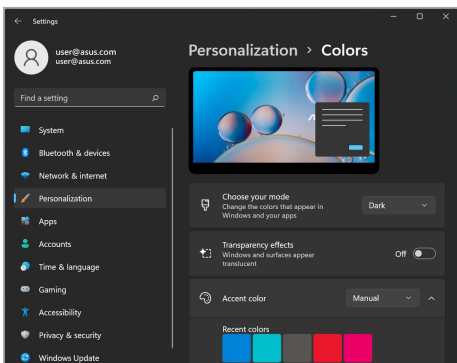 Settings
user@asus.com
user@asus.com
Find a setting
System
Bluetooth & devices
Network & internet
Personalization
Apps
Accounts
Time & language
Gaming
Accessibility
Privacy & security
Windows Update
Personalization > Colors
Choose your mode
Change the colors that appear in
Windows and your apps
Dark
Transparency effects
Windows and surfaces appear
translucent
Off
Accent color
Manual
Recent colors